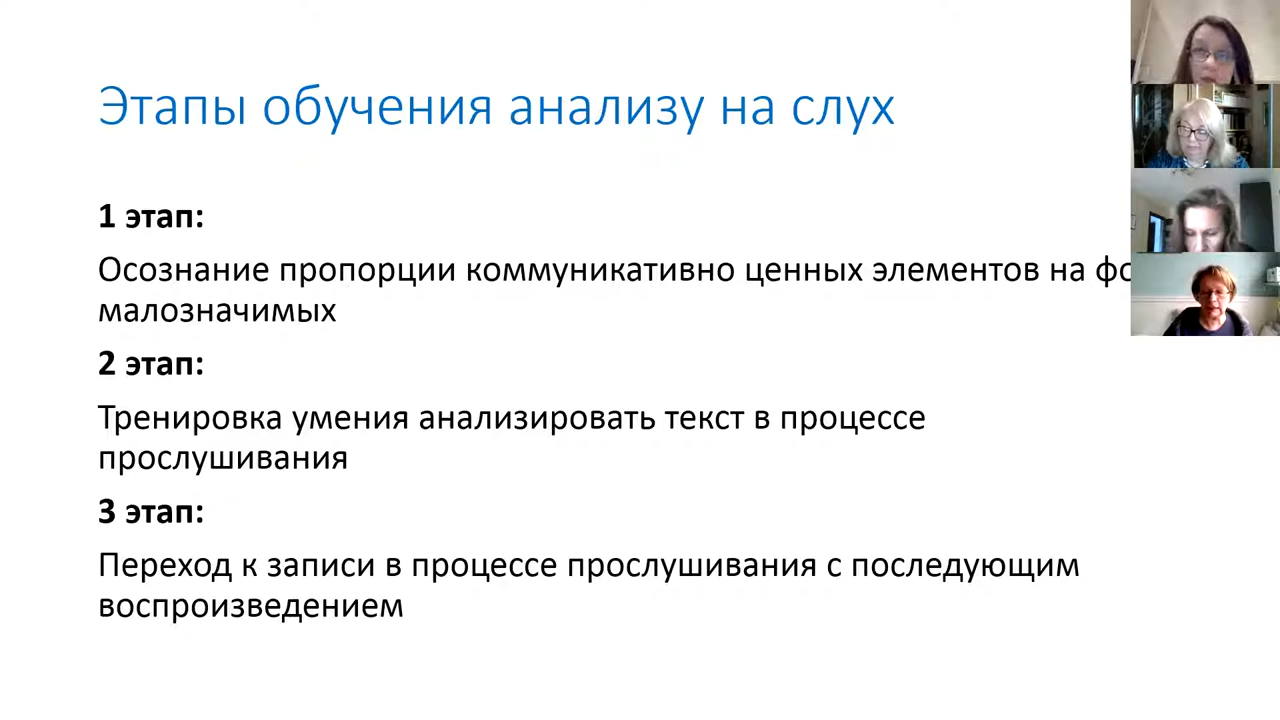 Этапы обучения анализу на слух
1 этап:
Осознание пропорции коммуникативно ценных элементов на
малозначимых
2 этап:
Тренировка умения анализировать текст в процессе
прослушивания
3 этап:
Переход к записи в процессе прослушивания с последующим
воспроизведением